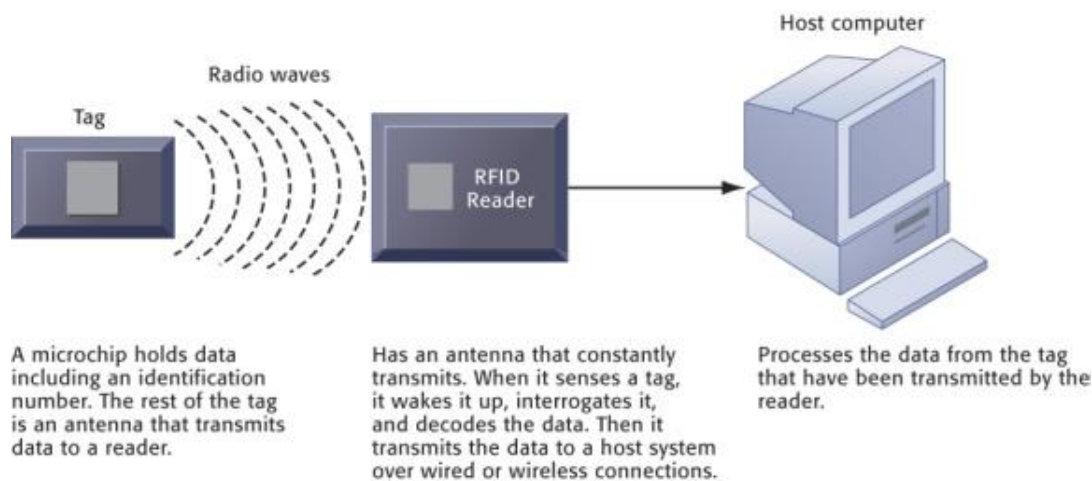 Host computer
Radio waves
Tag
RFID
Reader
A microchip holds data
including an identification
number. The rest of the tag
is an antenna that transmits
data to a reader.
Has an antenna that constantly
transmits. When it senses a tag,
it wakes it up, interrogates it,
and decodes the data. Then it
transmits the data to a host system
over wired or wireless connections.
Processes the data from the tag
that have been transmitted by the
reader.